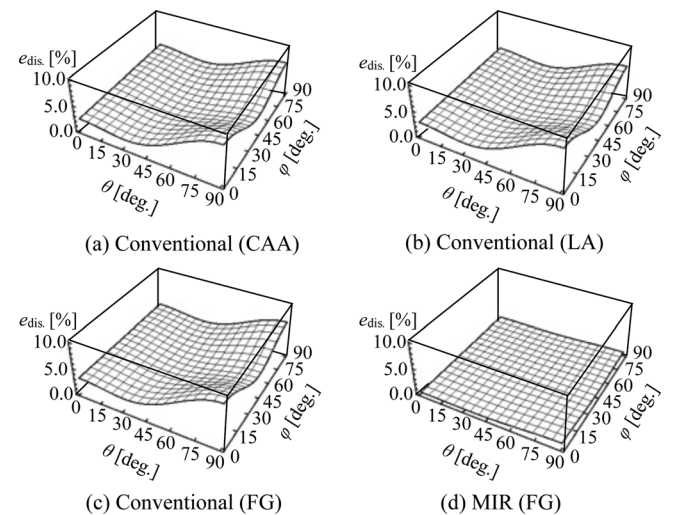 e_dis. [%]
10.0
5.0
0.0
0 15 30 45 60 75 90
θ [deg.]
0 15 30 45 60 75 90
φ [deg.]
(a) Conventional (CAA)
e_dis. [%]
10.0
5.0
0.0
0 15 30 45 60 75 90
θ [deg.]
0 15 30 45 60 75 90
φ [deg.]
(b) Conventional (LA)
e_dis. [%]
10.0
5.0
0.0
0 15 30 45 60 75 90
θ [deg.]
0 15 30 45 60 75 90
φ [deg.]
(c) Conventional (FG)
e_dis. [%]
10.0
5.0
0.0
0 15 30 45 60 75 90
θ [deg.]
0 15 30 45 60 75 90
φ [deg.]
(d) MIR (FG)